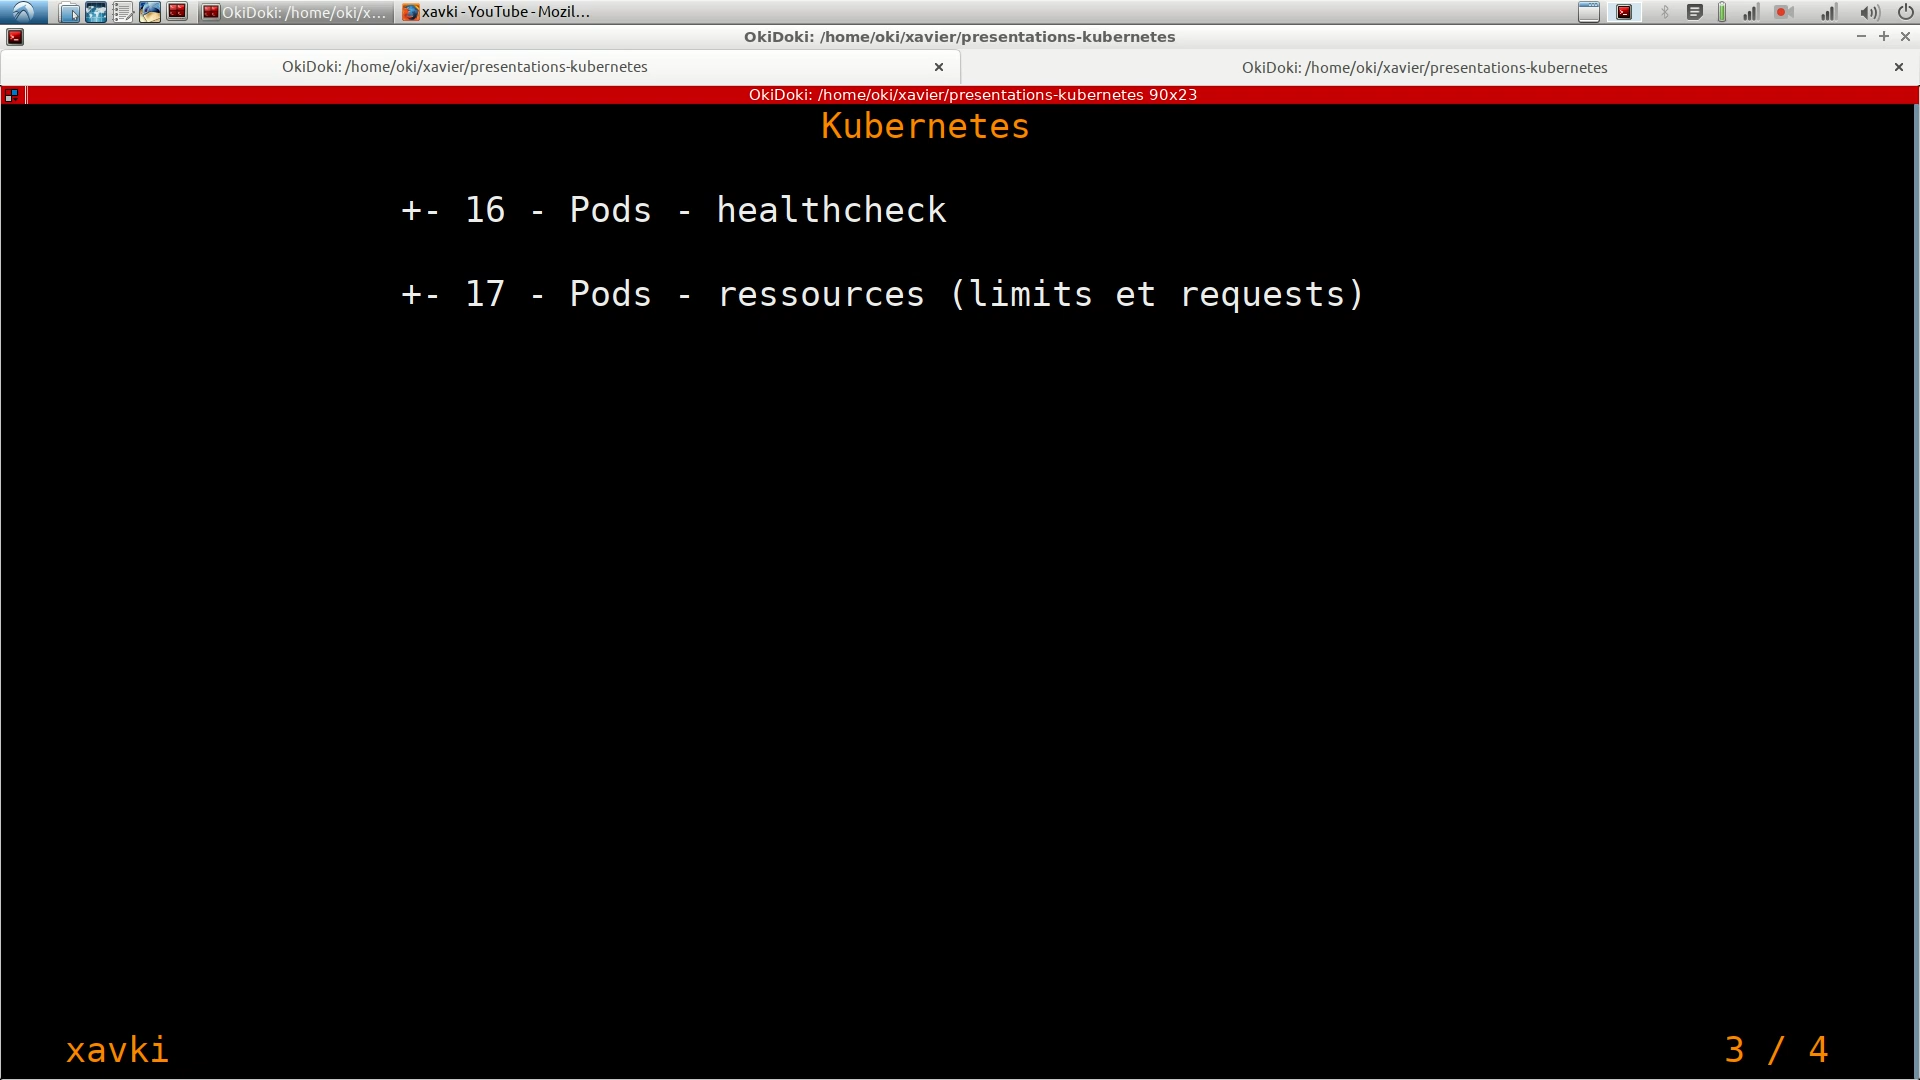 OkiDoki: /home/oki/x...
xavki - YouTube - Mozil...
OkiDoki: /home/oki/xavier/presentations-kubernetes
OkiDoki: /home/oki/xavier/presentations-kubernetes
OkiDoki: /home/oki/xavier/presentations-kubernetes
OkiDoki: /home/oki/xavier/presentations-kubernetes 90x23
Kubernetes
+- 16 - Pods - healthcheck
+- 17 - Pods - ressources (limits et requests)
xavki
3 / 4